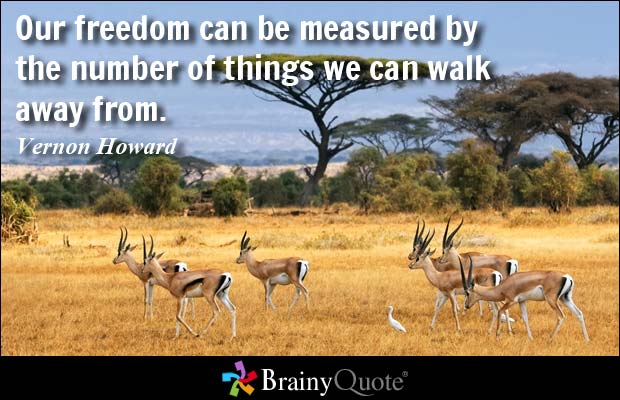 Our freedom can be measured by
the number of things we can walk
away from.
Vernon Howard
BrainyQuote®